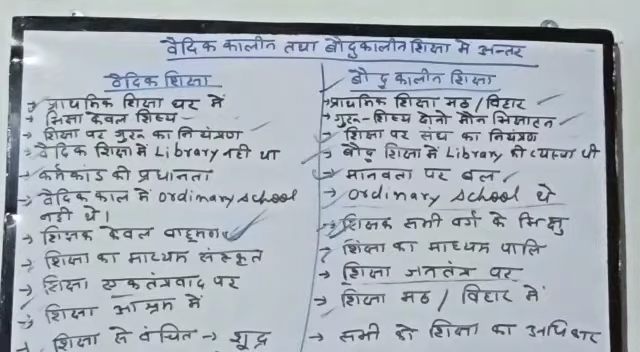 वैदिक कालीन तथा बौद्धकालीन शिक्षा मे अन्तर
वैदिक शिक्षा
→ प्राथमिक शिक्षा घर में
→ भिक्षा केवल शिष्य
→ शिक्षा पर गुरु का नियंत्रण
→ वैदिक शिक्षा में Library नही था
→ कर्मकांड की प्रधानता
→ वैदिक काल में ordinary school
नही थे।
→ शिक्षक केवल ब्राह्मण
→ शिक्षा का माध्यम संस्कृत
→ शिक्षा एकतंत्रवाद पर
→ शिक्षा आश्रम में
→ शिक्षा से वंचित → शूद्र
बौद्ध कालीन शिक्षा
→ प्राथमिक शिक्षा मठ / विहार
→ गुरु-शिष्य दोनो भिक्षाटन
→ शिक्षा पर संघ का नियंत्रण
→ बौद्ध शिक्षा में Library की व्यवस्था थी
→ मानवता पर बल
→ ordinary school थे
→ शिक्षक सभी वर्ग के भिक्षु
→ शिक्षा का माध्यम पालि
→ शिक्षा जनतंत्र पर
→ शिक्षा मठ / विहार में
→ सभी को शिक्षा का अधिकार